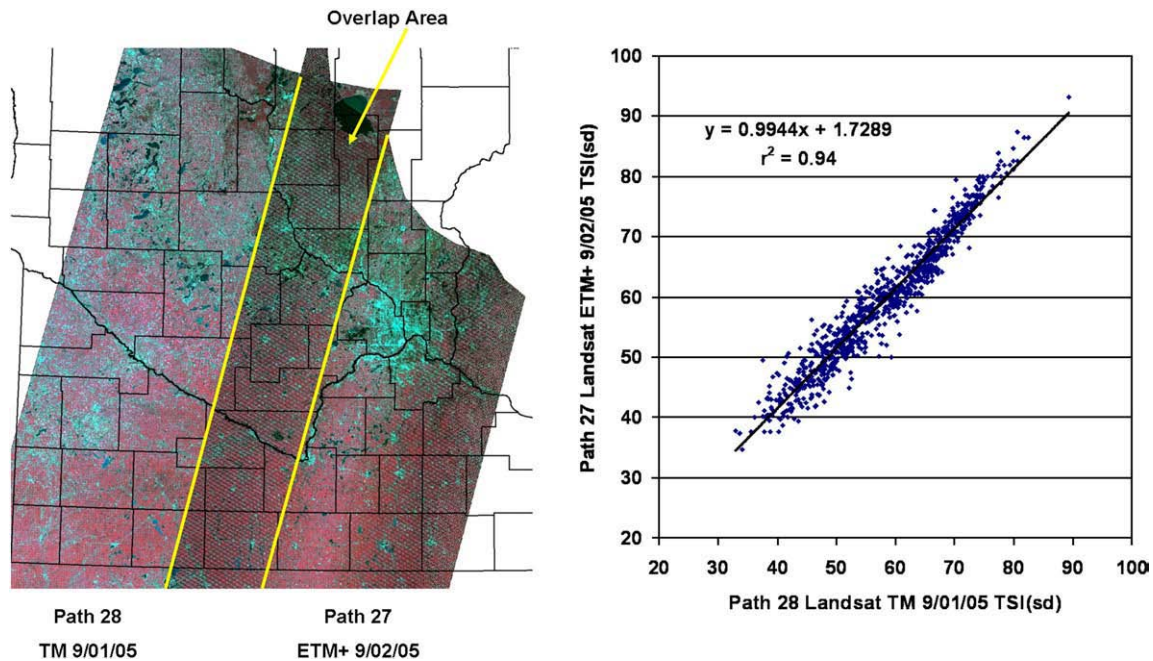 Overlap Area
Path 28
TM 9/01/05
Path 27
ETM+ 9/02/05
100
90
80
70
60
50
40
30
20
20 30 40 50 60 70 80 90 100
y = 0.9944x + 1.7289
r² = 0.94
Path 27 Landsat ETM+ 9/02/05 TSI(sd)
Path 28 Landsat TM 9/01/05 TSI(sd)